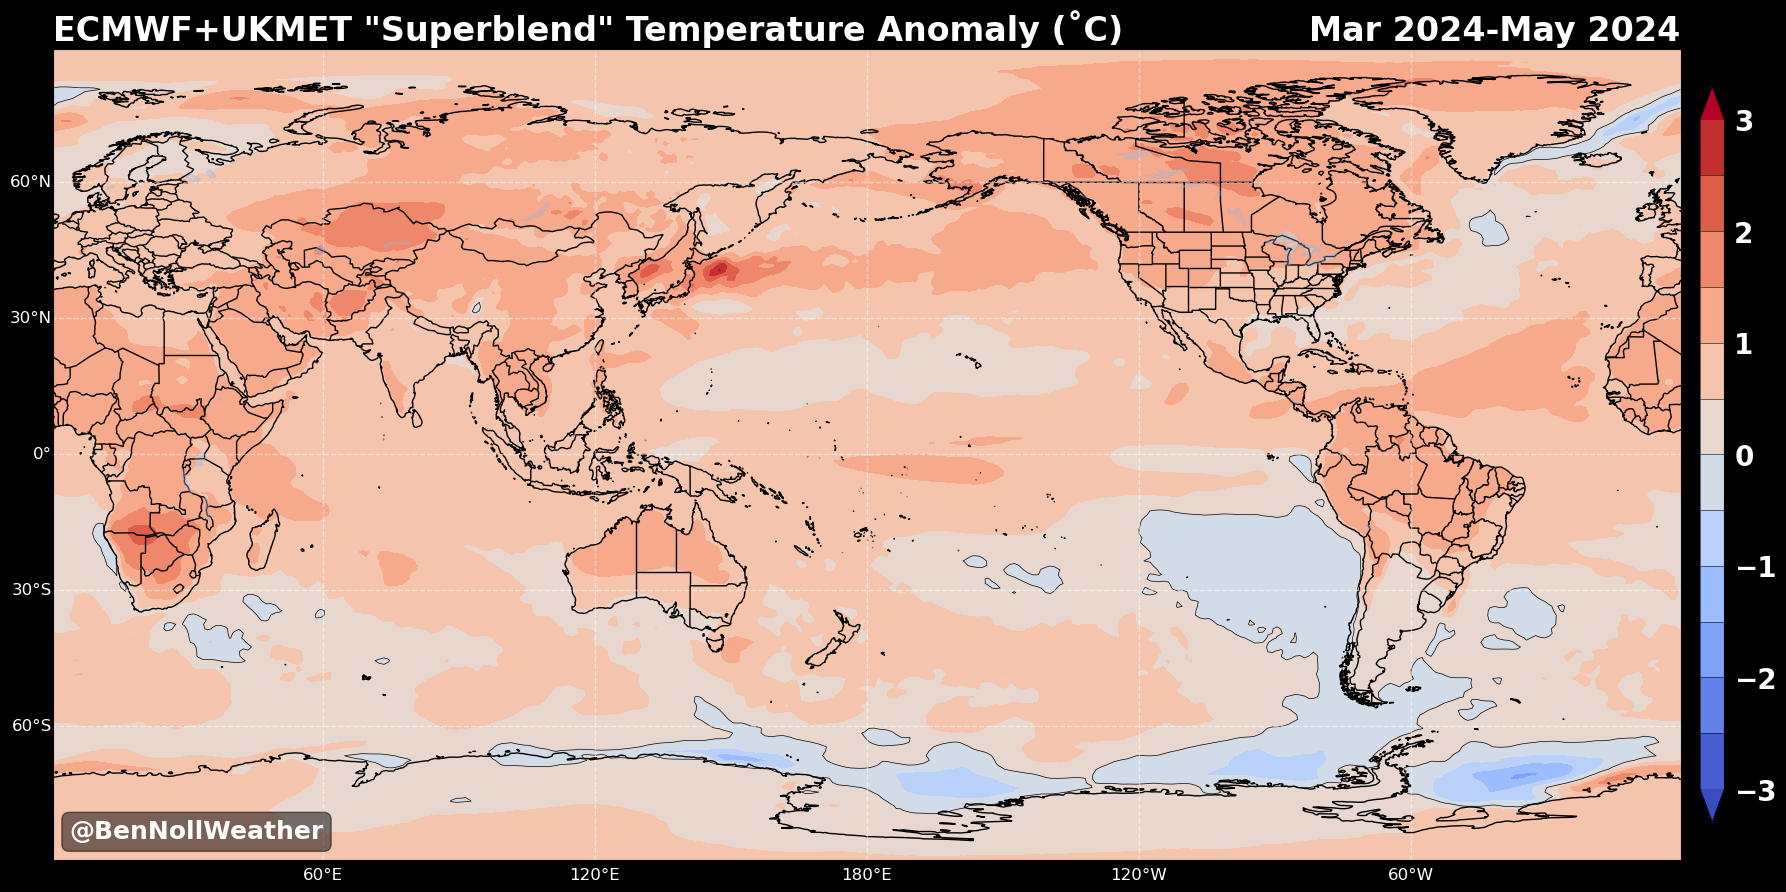 ECMWF+UKMET "Superblend" Temperature Anomaly (˚C) Mar 2024-May 2024
3
60°N
2
30°N
1
0°
0
−1
30°S
−2
60°S
−3
@BenNollWeather
60°E 120°E 180°E 120°W 60°W